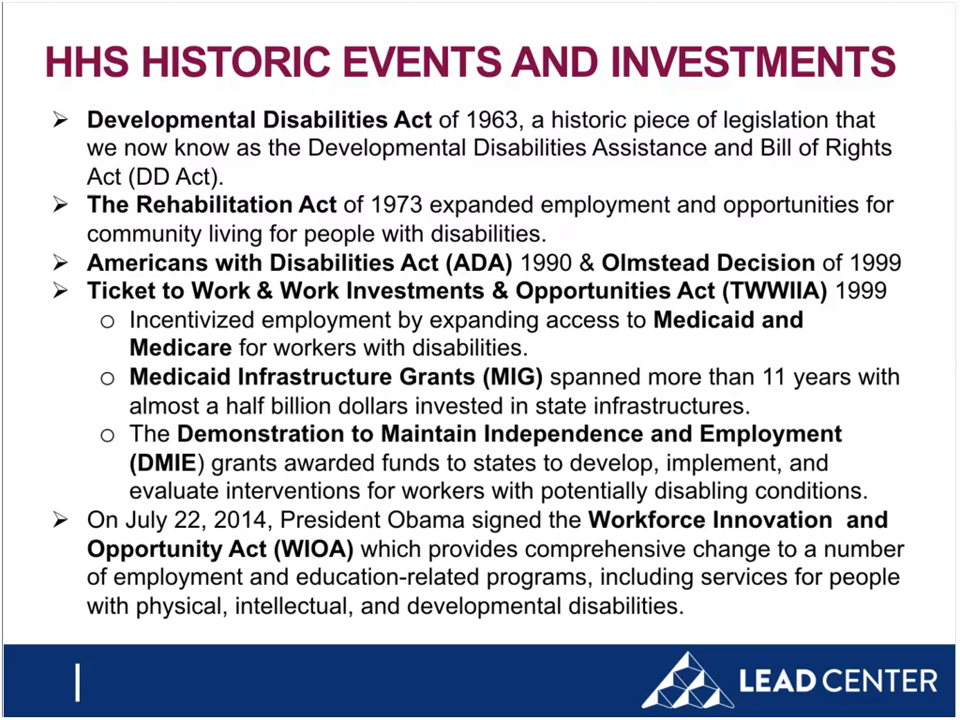 HHS HISTORIC EVENTS AND INVESTMENTS
➢ Developmental Disabilities Act of 1963, a historic piece of legislation that
we now know as the Developmental Disabilities Assistance and Bill of Rights
Act (DD Act).
➢ The Rehabilitation Act of 1973 expanded employment and opportunities for
community living for people with disabilities.
➢ Americans with Disabilities Act (ADA) 1990 & Olmstead Decision of 1999
➢ Ticket to Work & Work Investments & Opportunities Act (TWWIIA) 1999
o Incentivized employment by expanding access to Medicaid and
Medicare for workers with disabilities.
o Medicaid Infrastructure Grants (MIG) spanned more than 11 years with
almost a half billion dollars invested in state infrastructures.
o The Demonstration to Maintain Independence and Employment
(DMIE) grants awarded funds to states to develop, implement, and
evaluate interventions for workers with potentially disabling conditions.
➢ On July 22, 2014, President Obama signed the Workforce Innovation and
Opportunity Act (WIOA) which provides comprehensive change to a number
of employment and education-related programs, including services for people
with physical, intellectual, and developmental disabilities.
LEAD CENTER